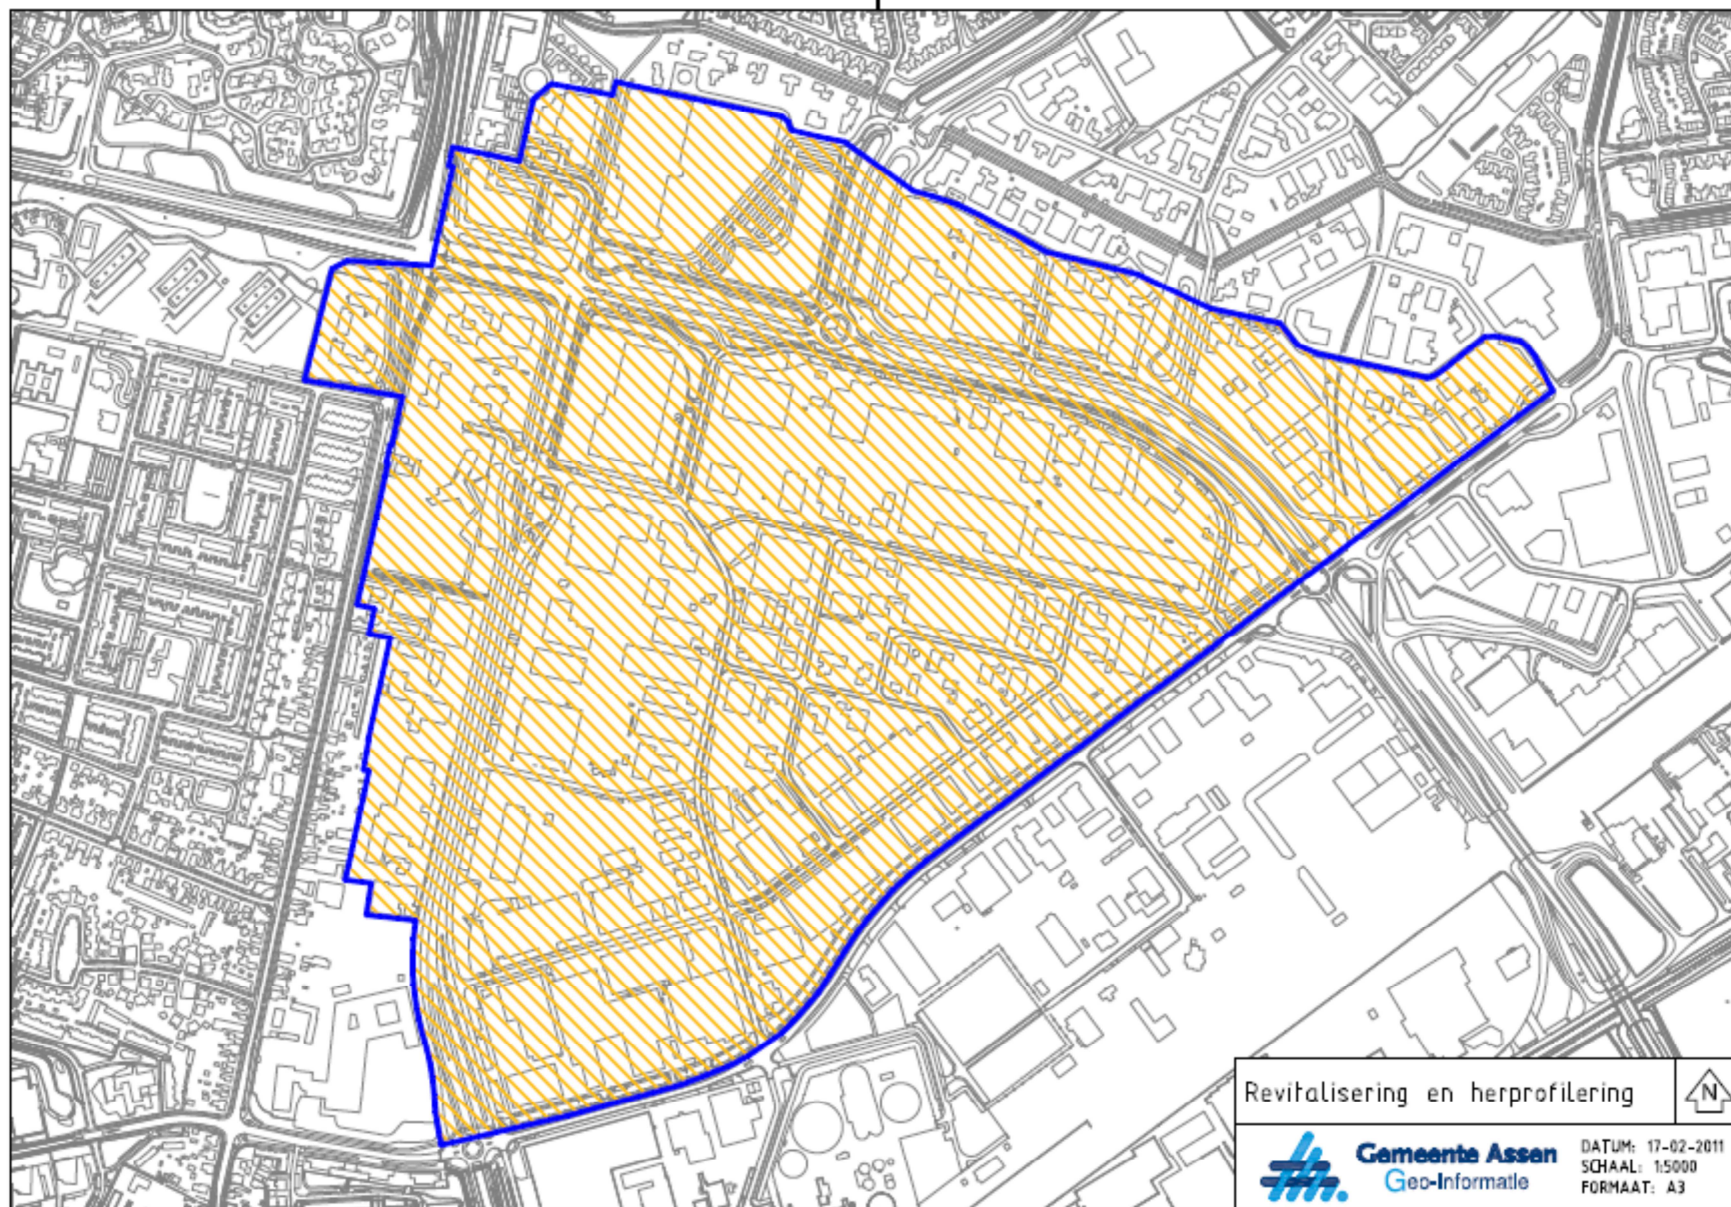 Revitalisering en herprofilering
N
Gemeente Assen
Geo-Informatie
DATUM: 17-02-2011
SCHAAL: 1:5000
FORMAAT: A3